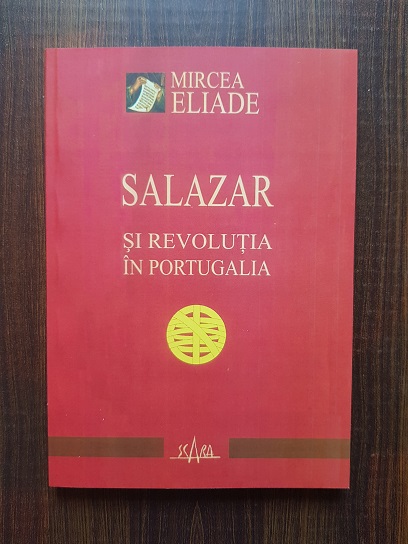 MIRCEA
ELIADE
SALAZAR
ȘI REVOLUȚIA
ÎN PORTUGALIA
SCARA